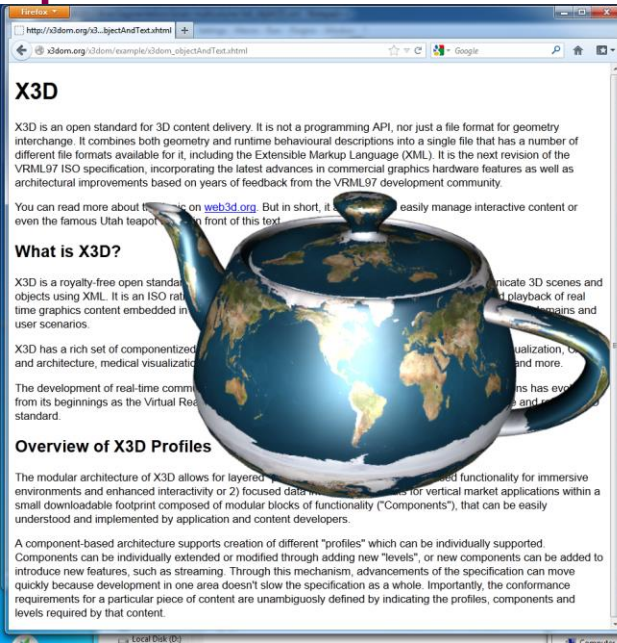 Firefox
http://x3dom.org/x3...bjectAndText.xhtml
x3dom.org/x3dom/example/x3dom_objectAndText.xhtml
Google
X3D
X3D is an open standard for 3D content delivery. It is not a programming API, nor just a file format for geometry
interchange. It combines both geometry and runtime behavioural descriptions into a single file that has a number of
different file formats available for it, including the Extensible Markup Language (XML). It is the next revision of the
VRML97 ISO specification, incorporating the latest advances in commercial graphics hardware features as well as
architectural improvements based on years of feedback from the VRML97 development community.
You can read more about on web3d.org. But in short, it easily manage interactive content or
even the famous Utah teapot in front of this text
What is X3D?
X3D is a royalty-free open 3D scenes and
objects using XML. It is an ISO playback of real
time graphics content embedded in and
user scenarios.
X3D has a rich set of componentized
and architecture, medical and more.
The development of real-time has
from its beginnings as the Virtual and
standard.
Overview of X3D Profiles
The modular architecture of X3D allows for layered functionality for immersive
environments and enhanced interactivity or 2) focused data for vertical market applications within a
small downloadable footprint composed of modular blocks of functionality ("Components"), that can be easily
understood and implemented by application and content developers.
A component-based architecture supports creation of different "profiles" which can be individually supported.
Components can be individually extended or modified through adding new "levels", or new components can be added to
introduce new features, such as streaming. Through this mechanism, advancements of the specification can move
quickly because development in one area doesn't slow the specification as a whole. Importantly, the conformance
requirements for a particular piece of content are unambiguosly defined by indicating the profiles, components and
levels required by that content.
Local Disk (D:)
Computer